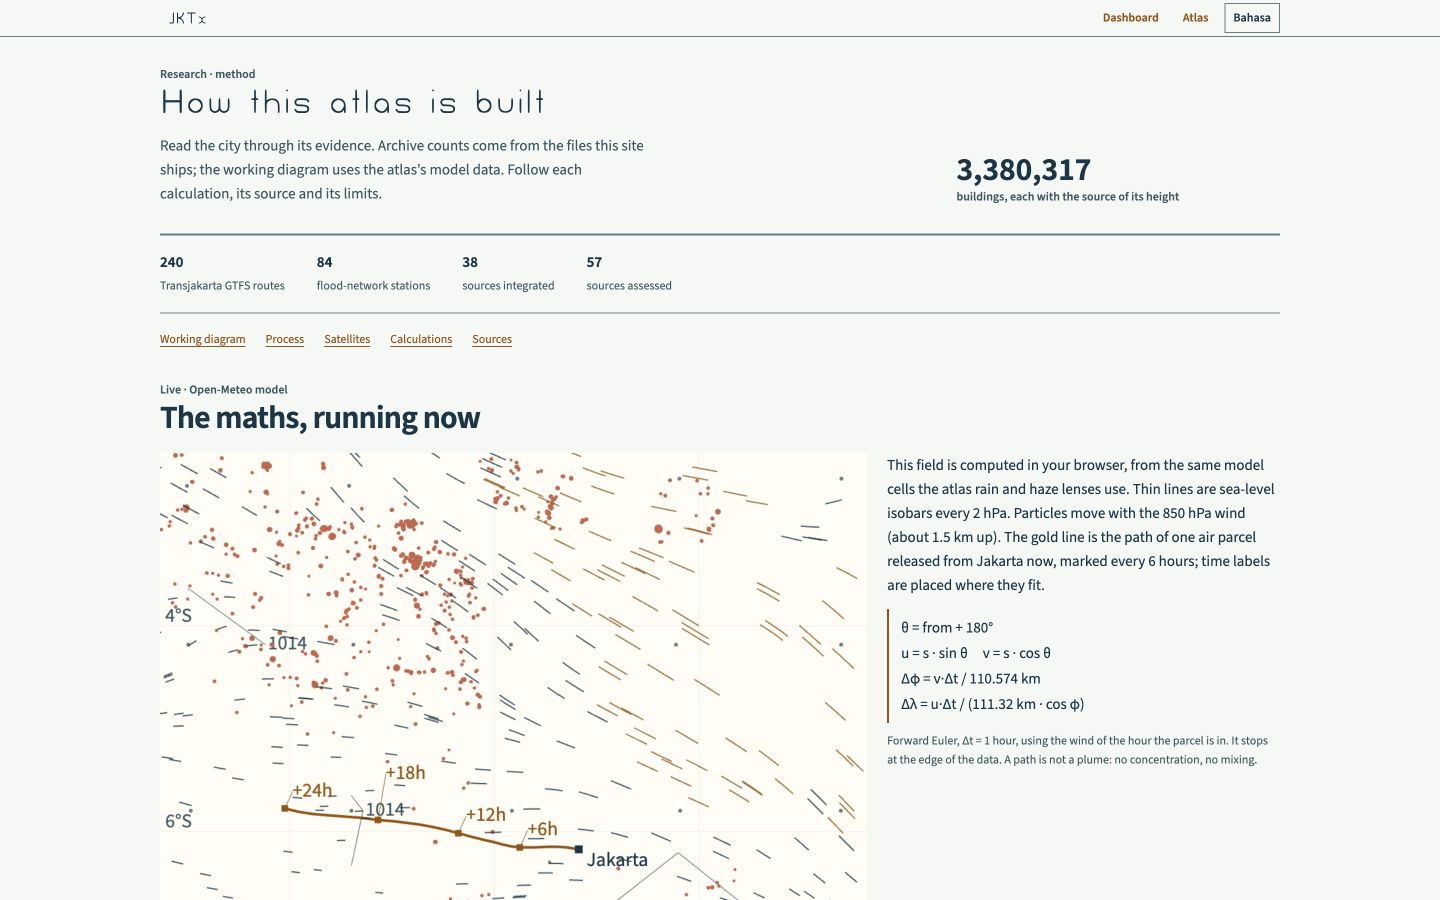 JKTx
Dashboard
Atlas
Bahasa
Research · method
How this atlas is built
Read the city through its evidence. Archive counts come from the files this site
ships; the working diagram uses the atlas’s model data. Follow each
calculation, its source and its limits.
3,380,317
buildings, each with the source of its height
240
Transjakarta GTFS routes
84
flood-network stations
38
sources integrated
57
sources assessed
Working diagram
Process
Satellites
Calculations
Sources
Live · Open-Meteo model
The maths, running now
4°S
1014
+18h
+24h
1014
+12h
6°S
+6h
Jakarta
This field is computed in your browser, from the same model
cells the atlas rain and haze lenses use. Thin lines are sea-level
isobars every 2 hPa. Particles move with the 850 hPa wind
(about 1.5 km up). The gold line is the path of one air parcel
released from Jakarta now, marked every 6 hours; time labels
are placed where they fit.
θ = from + 180°
u = s · sin θ v = s · cos θ
Δφ = v·Δt / 110.574 km
Δλ = u·Δt / (111.32 km · cos φ)
Forward Euler, Δt = 1 hour, using the wind of the hour the parcel is in. It stops
at the edge of the data. A path is not a plume: no concentration, no mixing.